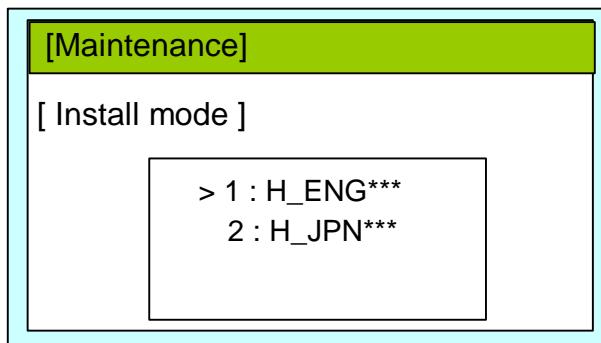 [Maintenance]
[ Install mode ]
> 1 : H_ENG***
2 : H_JPN***